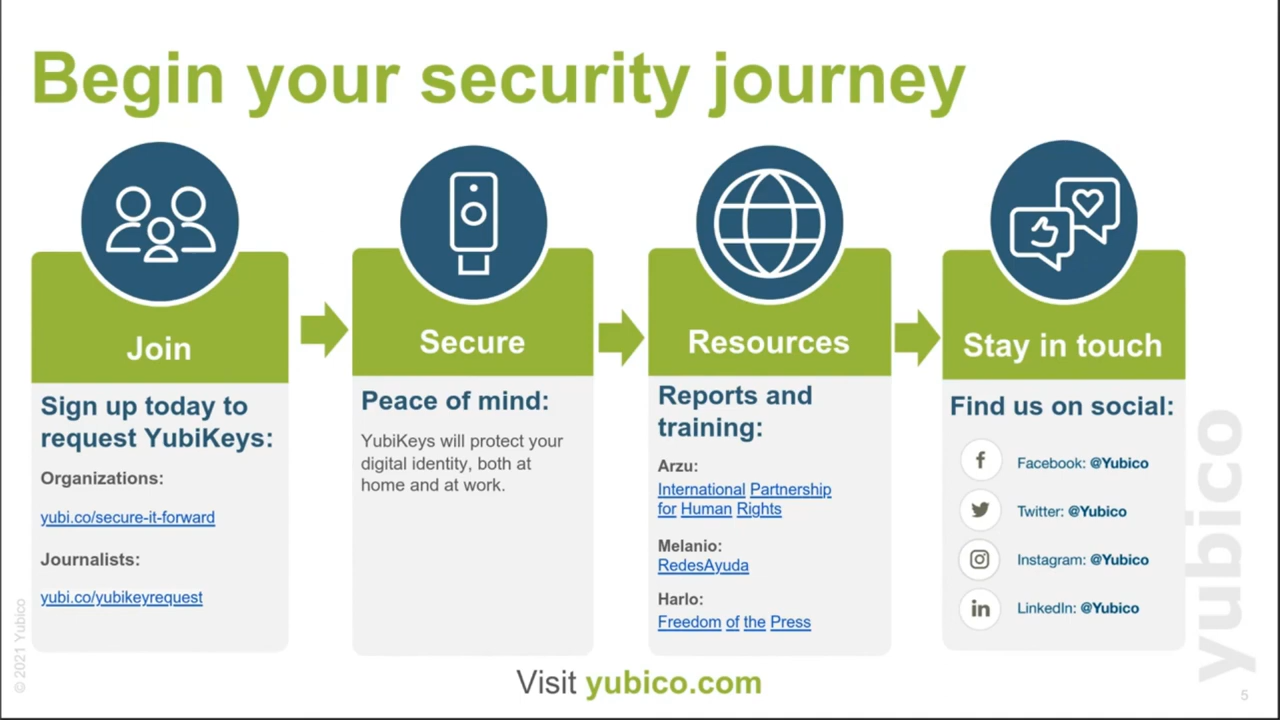 Begin your security journey
Join
Sign up today to
request YubiKeys:
Organizations:
yubi.co/secure-it-forward
Journalists:
yubi.co/yubikeyrequest
Secure
Peace of mind:
YubiKeys will protect your
digital identity, both at
home and at work.
Resources
Reports and
training:
Arzu:
International Partnership
for Human Rights
Melanio:
RedesAyuda
Harlo:
Freedom of the Press
Stay in touch
Find us on social:
f
Facebook: @Yubico
Twitter: @Yubico
Instagram: @Yubico
in
LinkedIn: @Yubico
Visit yubico.com
yubico
© 2021 Yubico
5